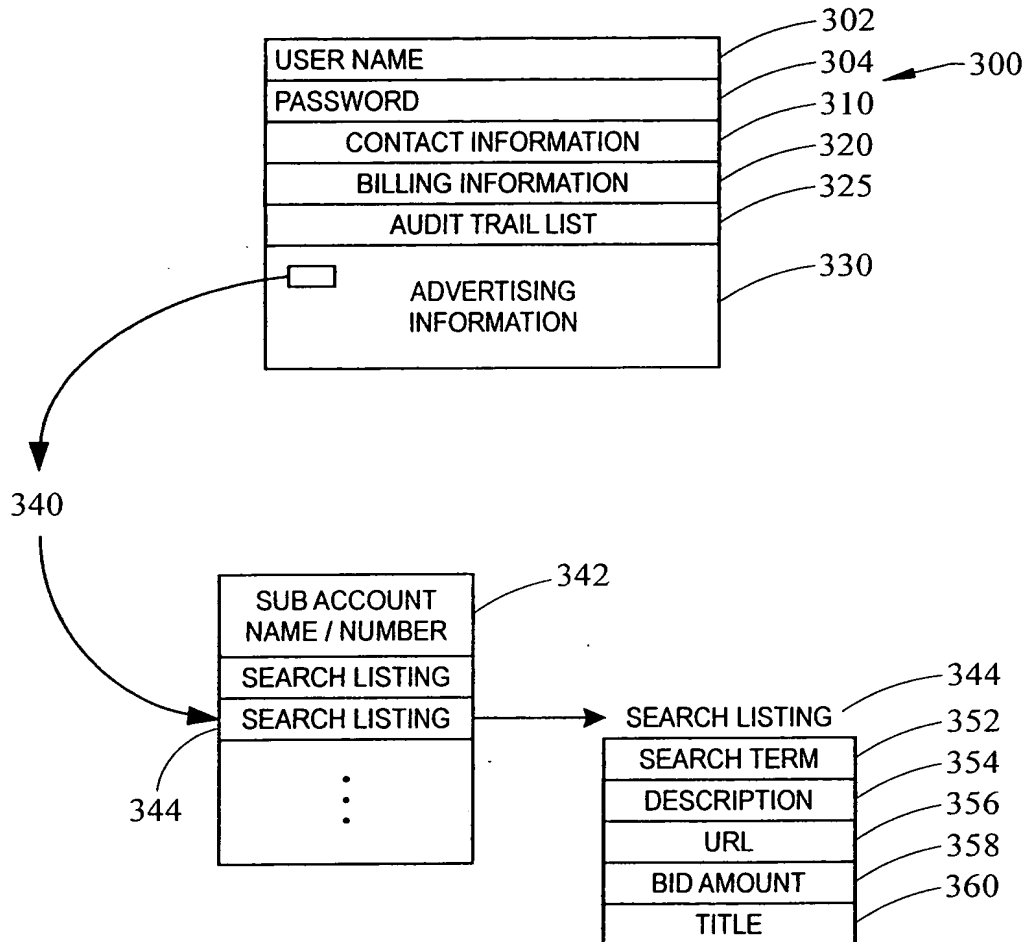 302
USER NAME
304
300
PASSWORD
310
CONTACT INFORMATION
320
BILLING INFORMATION
325
AUDIT TRAIL LIST
330
ADVERTISING
INFORMATION
340
342
SUB ACCOUNT
NAME / NUMBER
SEARCH LISTING
344
SEARCH LISTING
SEARCH LISTING
352
SEARCH TERM
354
344
DESCRIPTION
356
URL
358
BID AMOUNT
360
TITLE